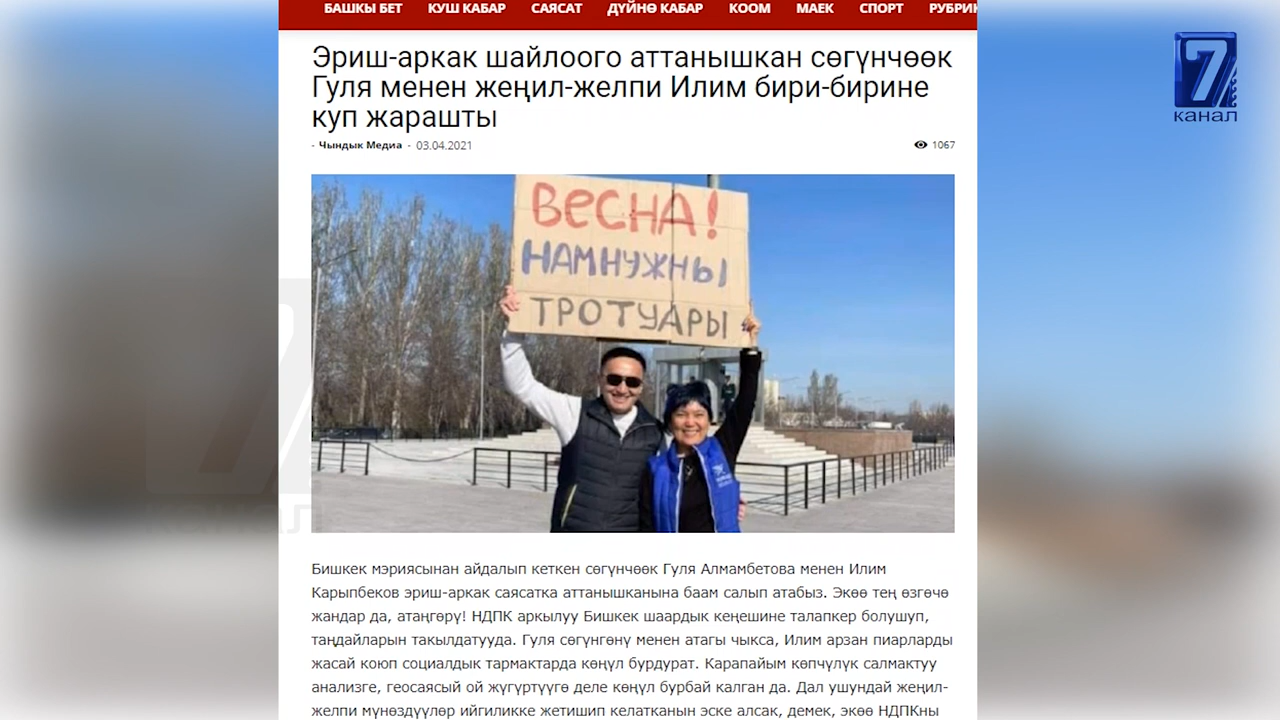 БАШКЫ БЕТ КУШ КАБАР САЯСАТ ДҮЙНӨ КАБАР КООМ МАЕК СПОРТ РУБРИК
Эриш-аркак шайлоого аттанышкан сөгүнчөөк
Гуля менен жеңил-желпи Илим бири-бирине
куп жарашты
- Чындык Медиа - 03.04.2021
1067
7
канал
ВЕСНА!
НАМ НУЖНЫ
ТРОТУАРЫ
Бишкек мэриясынан айдалып кеткен сөгүнчөөк Гуля Алмамбетова менен Илим
Карыпбеков эриш-аркак саясатка аттанышканына баам салып атабыз. Экөө тең өзгөчө
жандар да, атаңгөрү! НДПК аркылуу Бишкек шаардык кеңешине талапкер болушуп,
таңдайларын такылдатууда. Гуля сөгүнгөнү менен атагы чыкса, Илим арзан пиарларды
жасай коюп социалдык тармактарда көңүл бурдурат. Карапайым көпчүлүк салмактуу
анализге, геосаясый ой жүгүртүүгө деле көңүл бурбай калган да. Дал ушундай жеңил-
желпи мүнөздүүлөр ийгиликке жетишип келатканын эске алсак, демек, экөө НДПКны